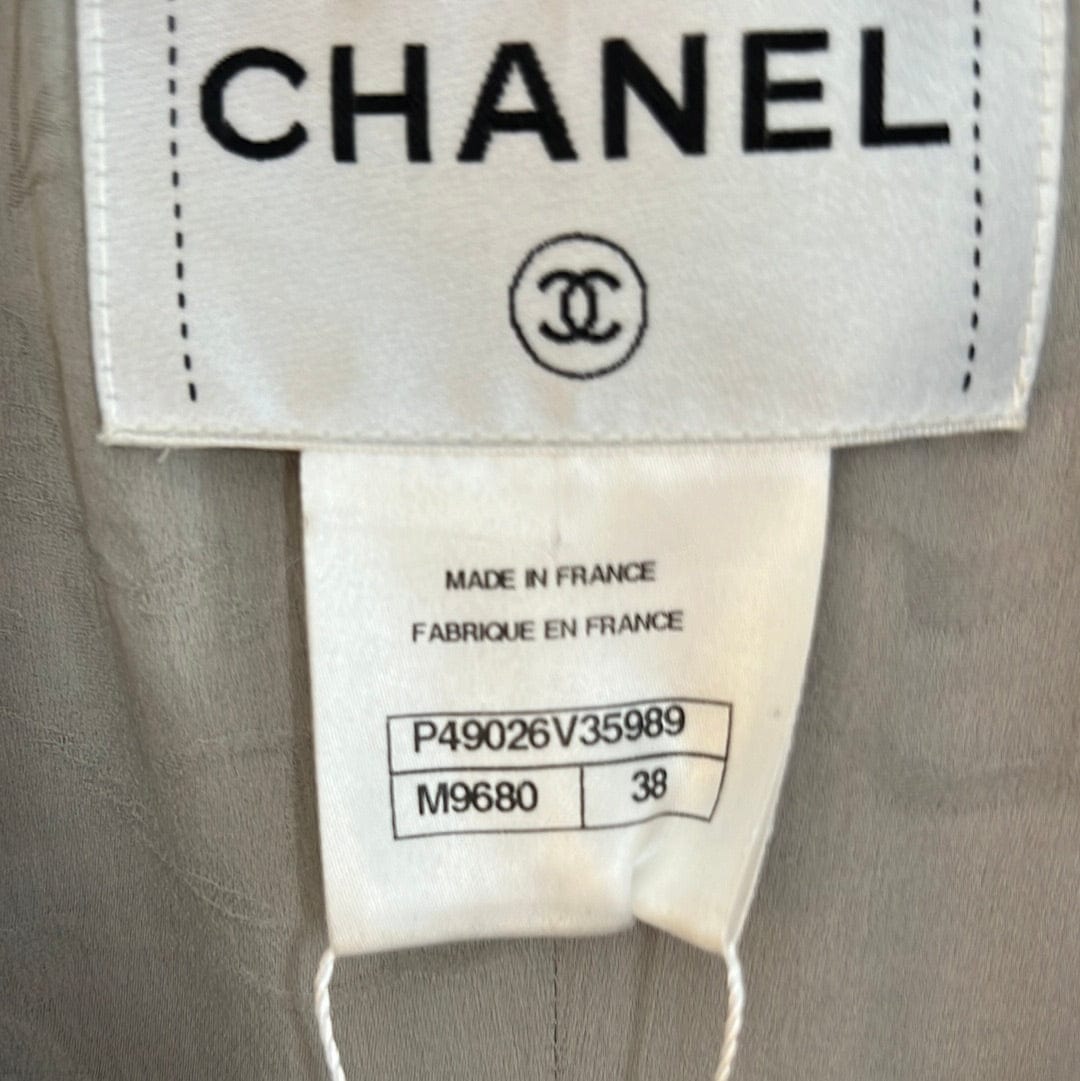 CHANEL
MADE IN FRANCE
FABRIQUE EN FRANCE
P49026V35989
M9680 38